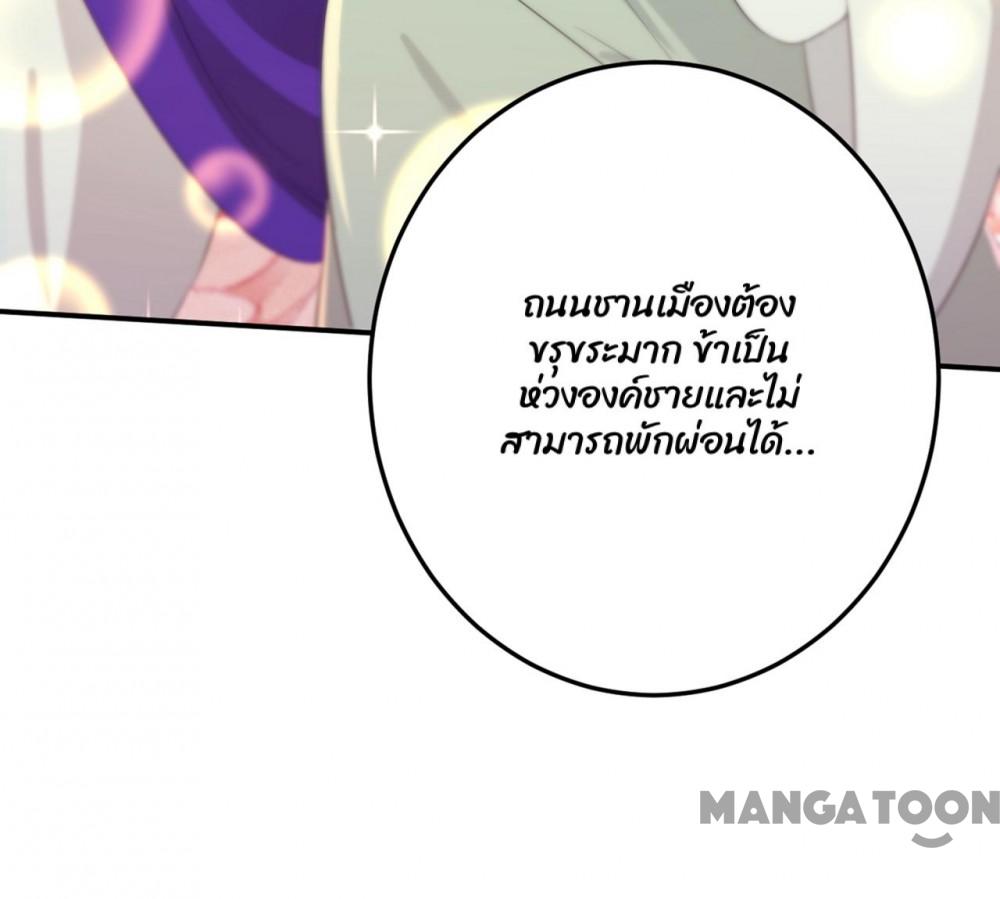 ถนนชานเมืองต้อง
ขรุขระมาก ข้าเป็น
ห่วงองค์ชายและไม่
สามารถพักผ่อนได้...
MANGATOON